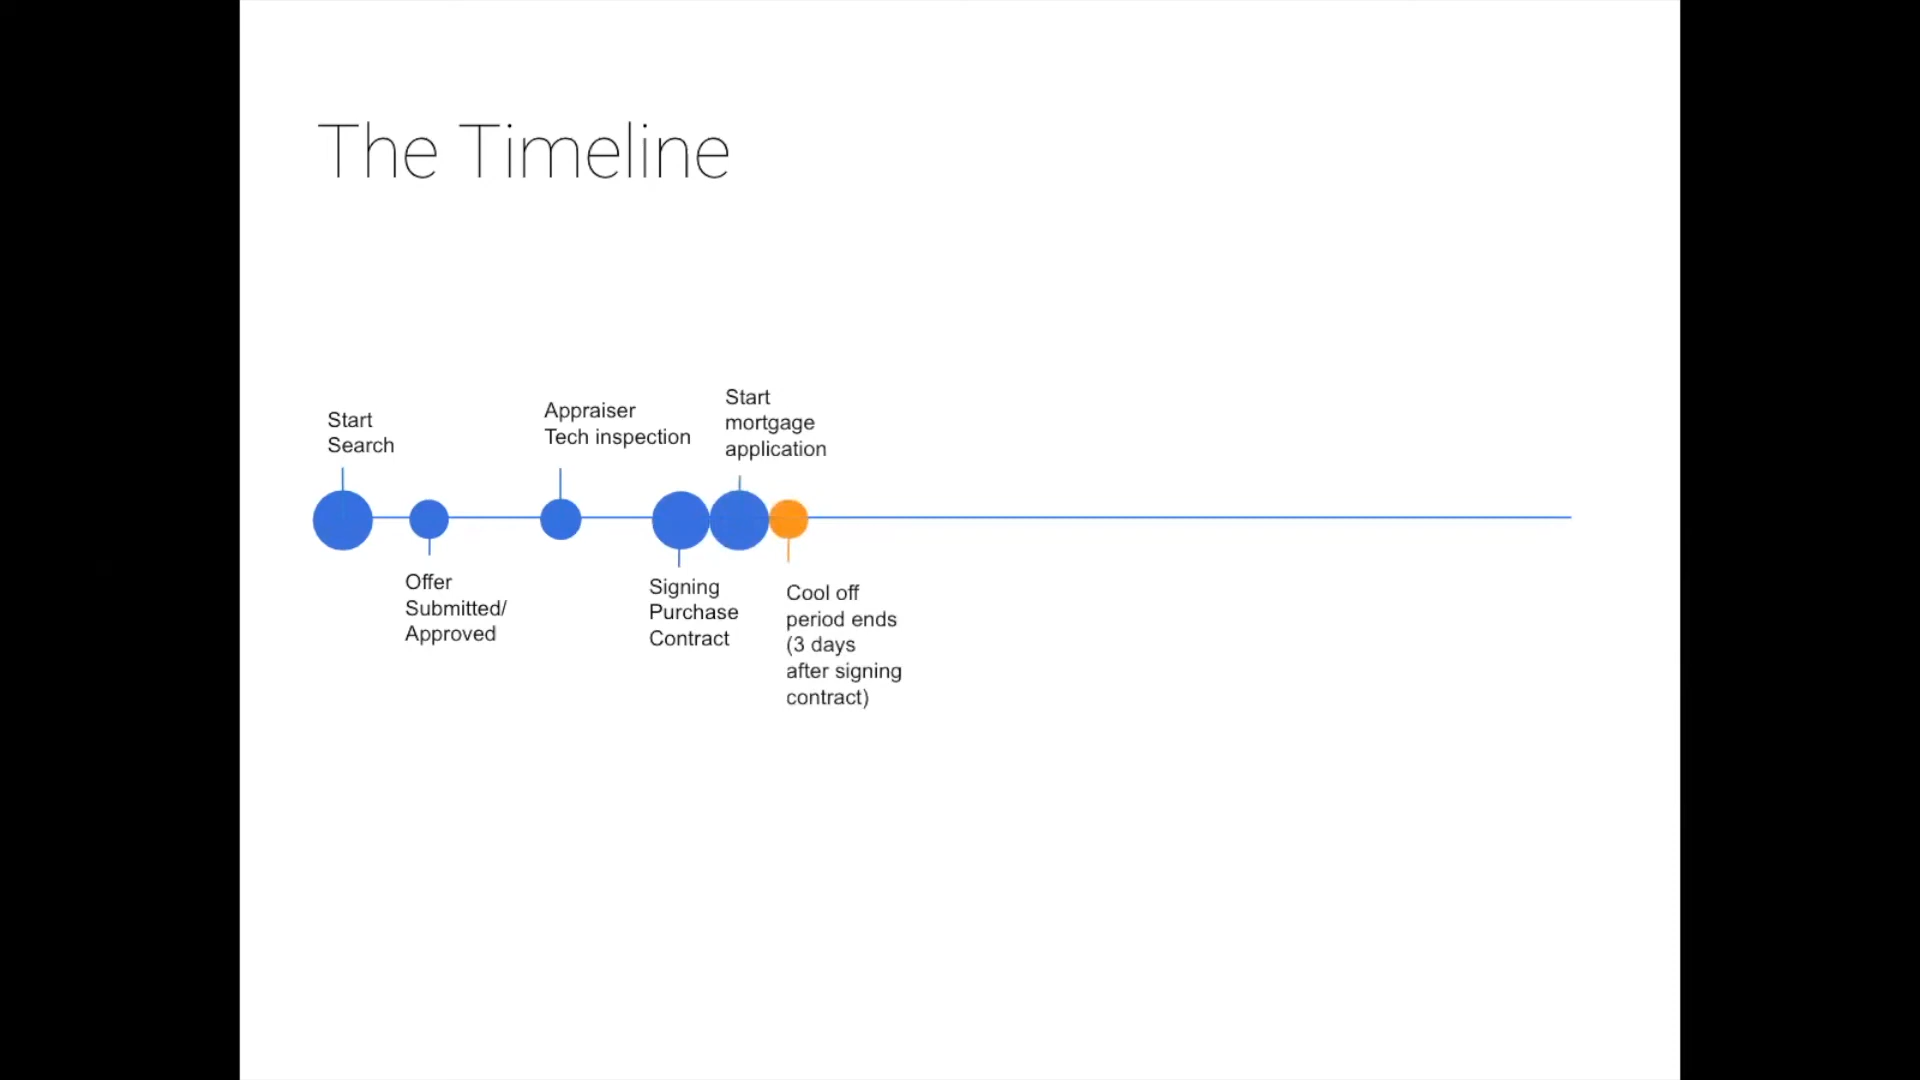 The Timeline
Start
Search
Offer
Submitted/
Approved
Appraiser
Tech inspection
Signing
Purchase
Contract
Start
mortgage
application
Cool off
period ends
(3 days
after signing
contract)